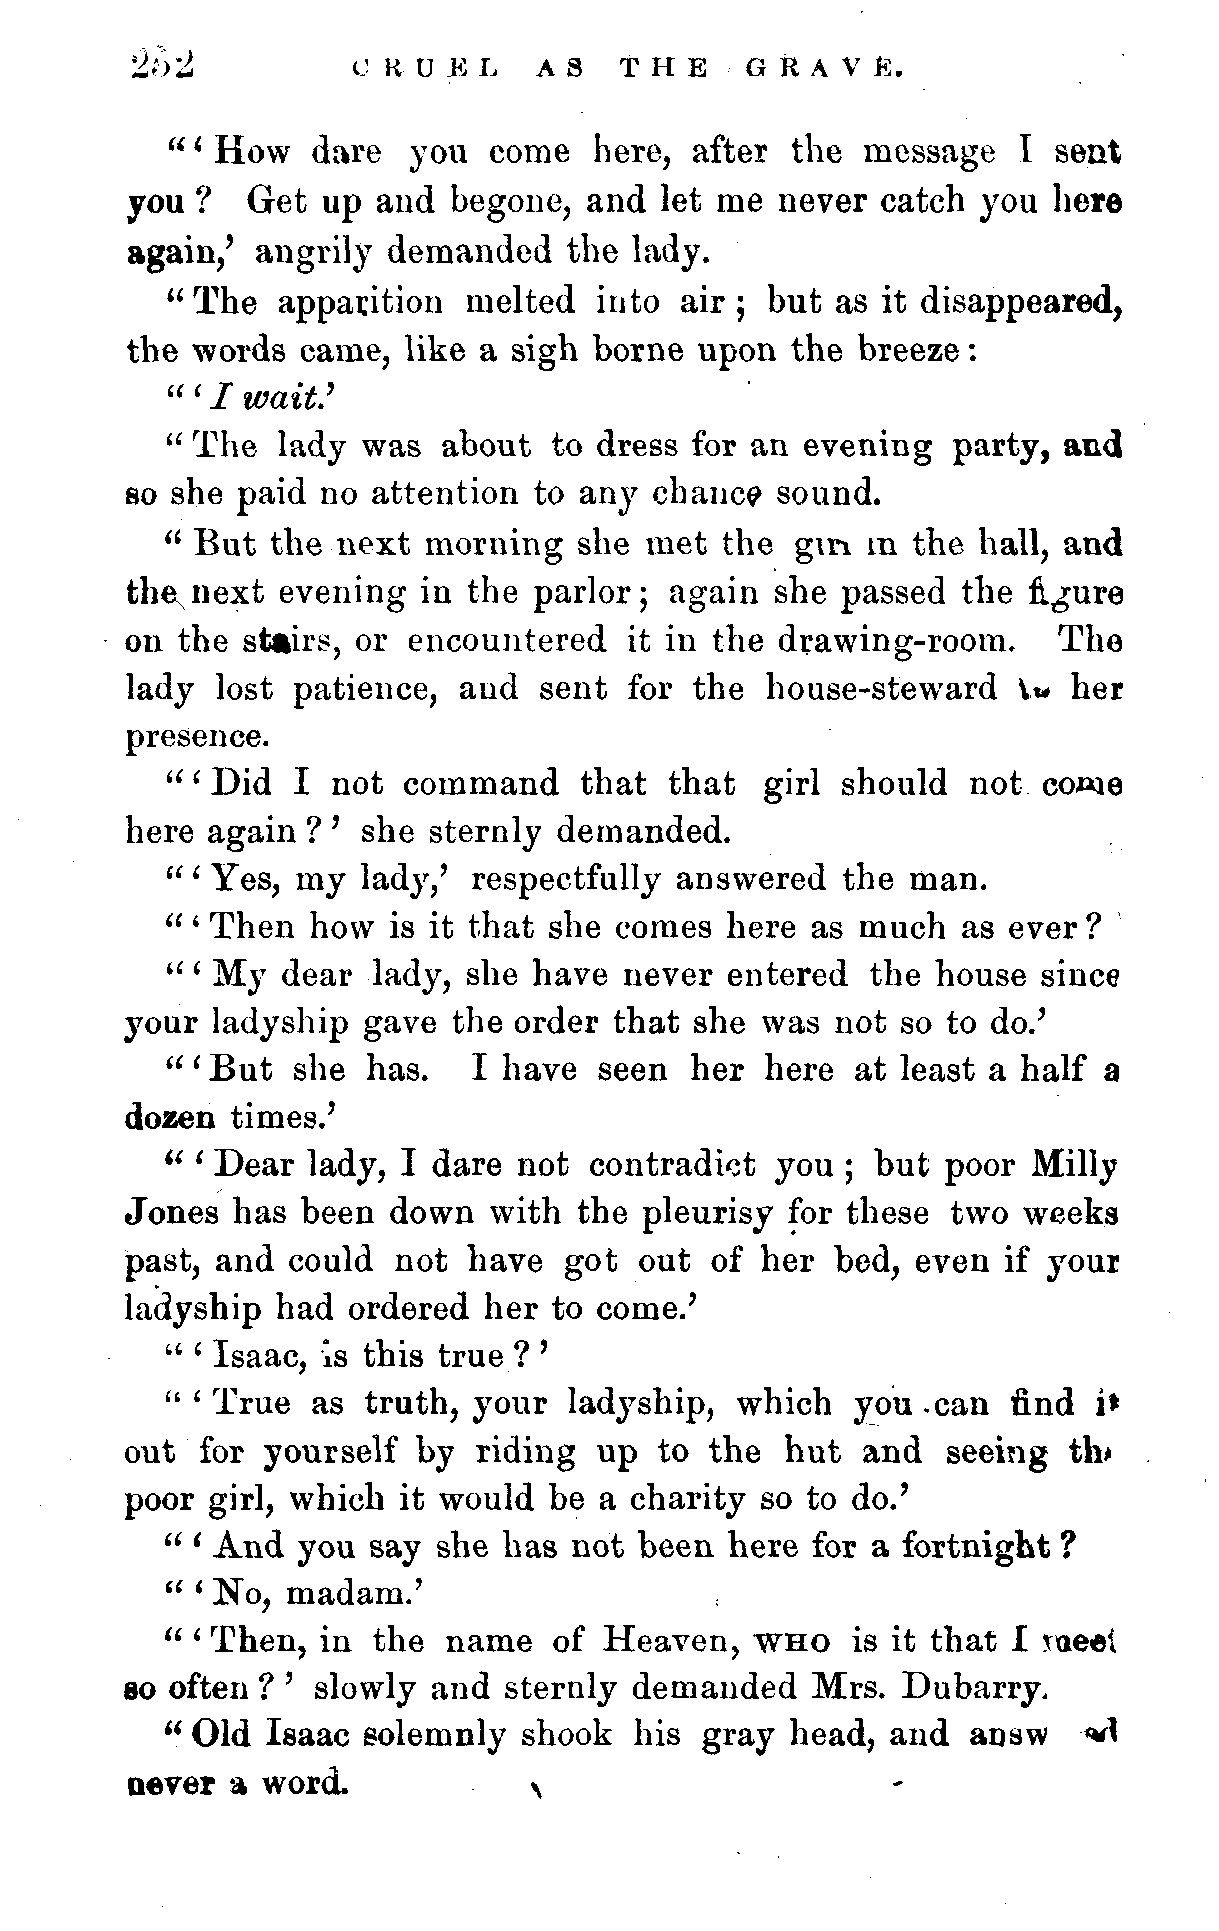 252 CRUEL AS THE GRAVE.
"'How dare you come here, after the message I sent
you? Get up and begone, and let me never catch you here
again,' angrily demanded the lady.
"The apparition melted into air; but as it disappeared,
the words came, like a sigh borne upon the breeze:
"'I wait.'
"The lady was about to dress for an evening party, and
so she paid no attention to any chance sound.
"But the next morning she met the girl in the hall, and
the next evening in the parlor; again she passed the figure
on the stairs, or encountered it in the drawing-room. The
lady lost patience, and sent for the house-steward to her
presence.
"'Did I not command that that girl should not come
here again?' she sternly demanded.
"'Yes, my lady,' respectfully answered the man.
"'Then how is it that she comes here as much as ever?
"'My dear lady, she have never entered the house since
your ladyship gave the order that she was not so to do.'
"'But she has. I have seen her here at least a half a
dozen times.'
"'Dear lady, I dare not contradict you; but poor Milly
Jones has been down with the pleurisy for these two weeks
past, and could not have got out of her bed, even if your
ladyship had ordered her to come.'
"'Isaac, is this true?'
"'True as truth, your ladyship, which you can find it
out for yourself by riding up to the hut and seeing the
poor girl, which it would be a charity so to do.'
"'And you say she has not been here for a fortnight?
"'No, madam.'
"'Then, in the name of Heaven, WHO is it that I meet
so often?' slowly and sternly demanded Mrs. Dubarry.
"Old Isaac solemnly shook his gray head, and answered
never a word.